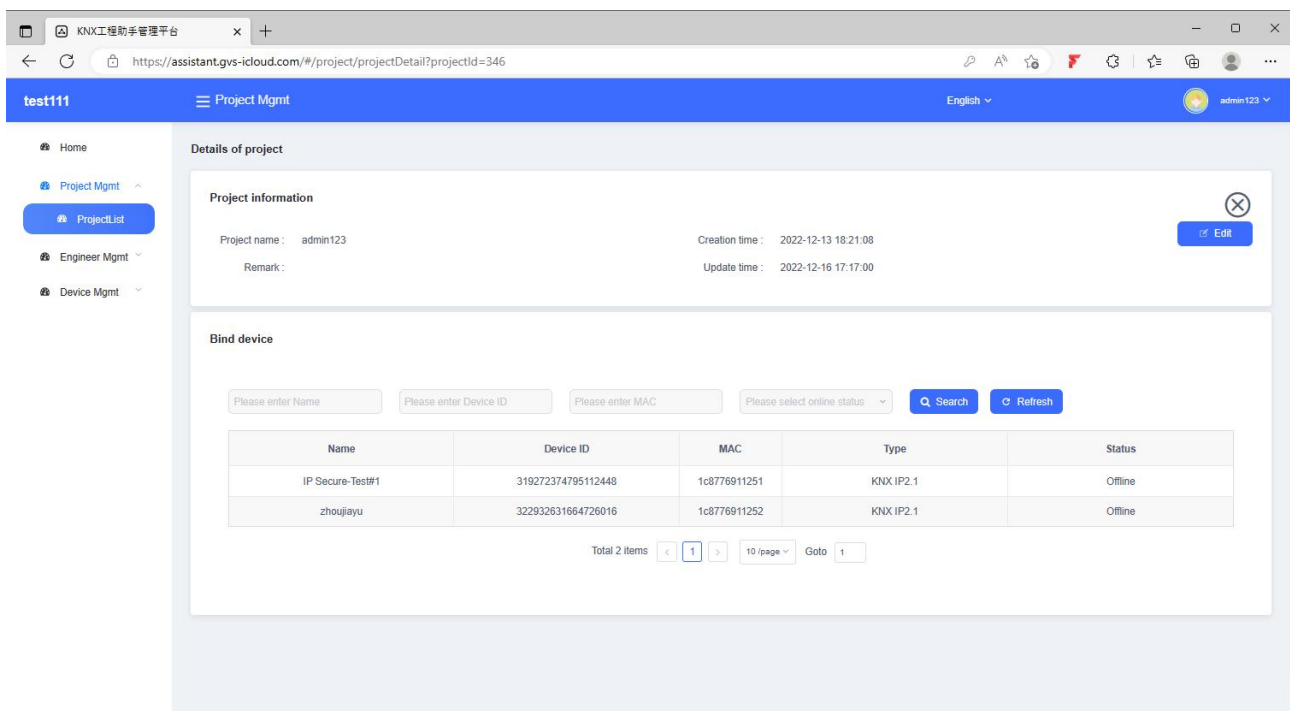 KNX工程助手管理平台
https://assistant.gvs-icloud.com/#/project/projectDetail?projectId=346
test111 Project Mgmt English admin123
Home
Project Mgmt
ProjectList
Engineer Mgmt
Device Mgmt
Details of project
Project information
Edit
Project name : admin123 Creation time : 2022-12-13 18:21:08
Remark : Update time : 2022-12-16 17:17:00
Bind device
Please enter Name Please enter Device ID Please enter MAC Please select online status Search Refresh
Name Device ID MAC Type Status
IP Secure-Test#1 319272374795112448 1c8776911251 KNX IP2.1 Offline
zhoujiayu 322932631664726016 1c8776911252 KNX IP2.1 Offline
Total 2 items < 1 > 10 /page Goto 1